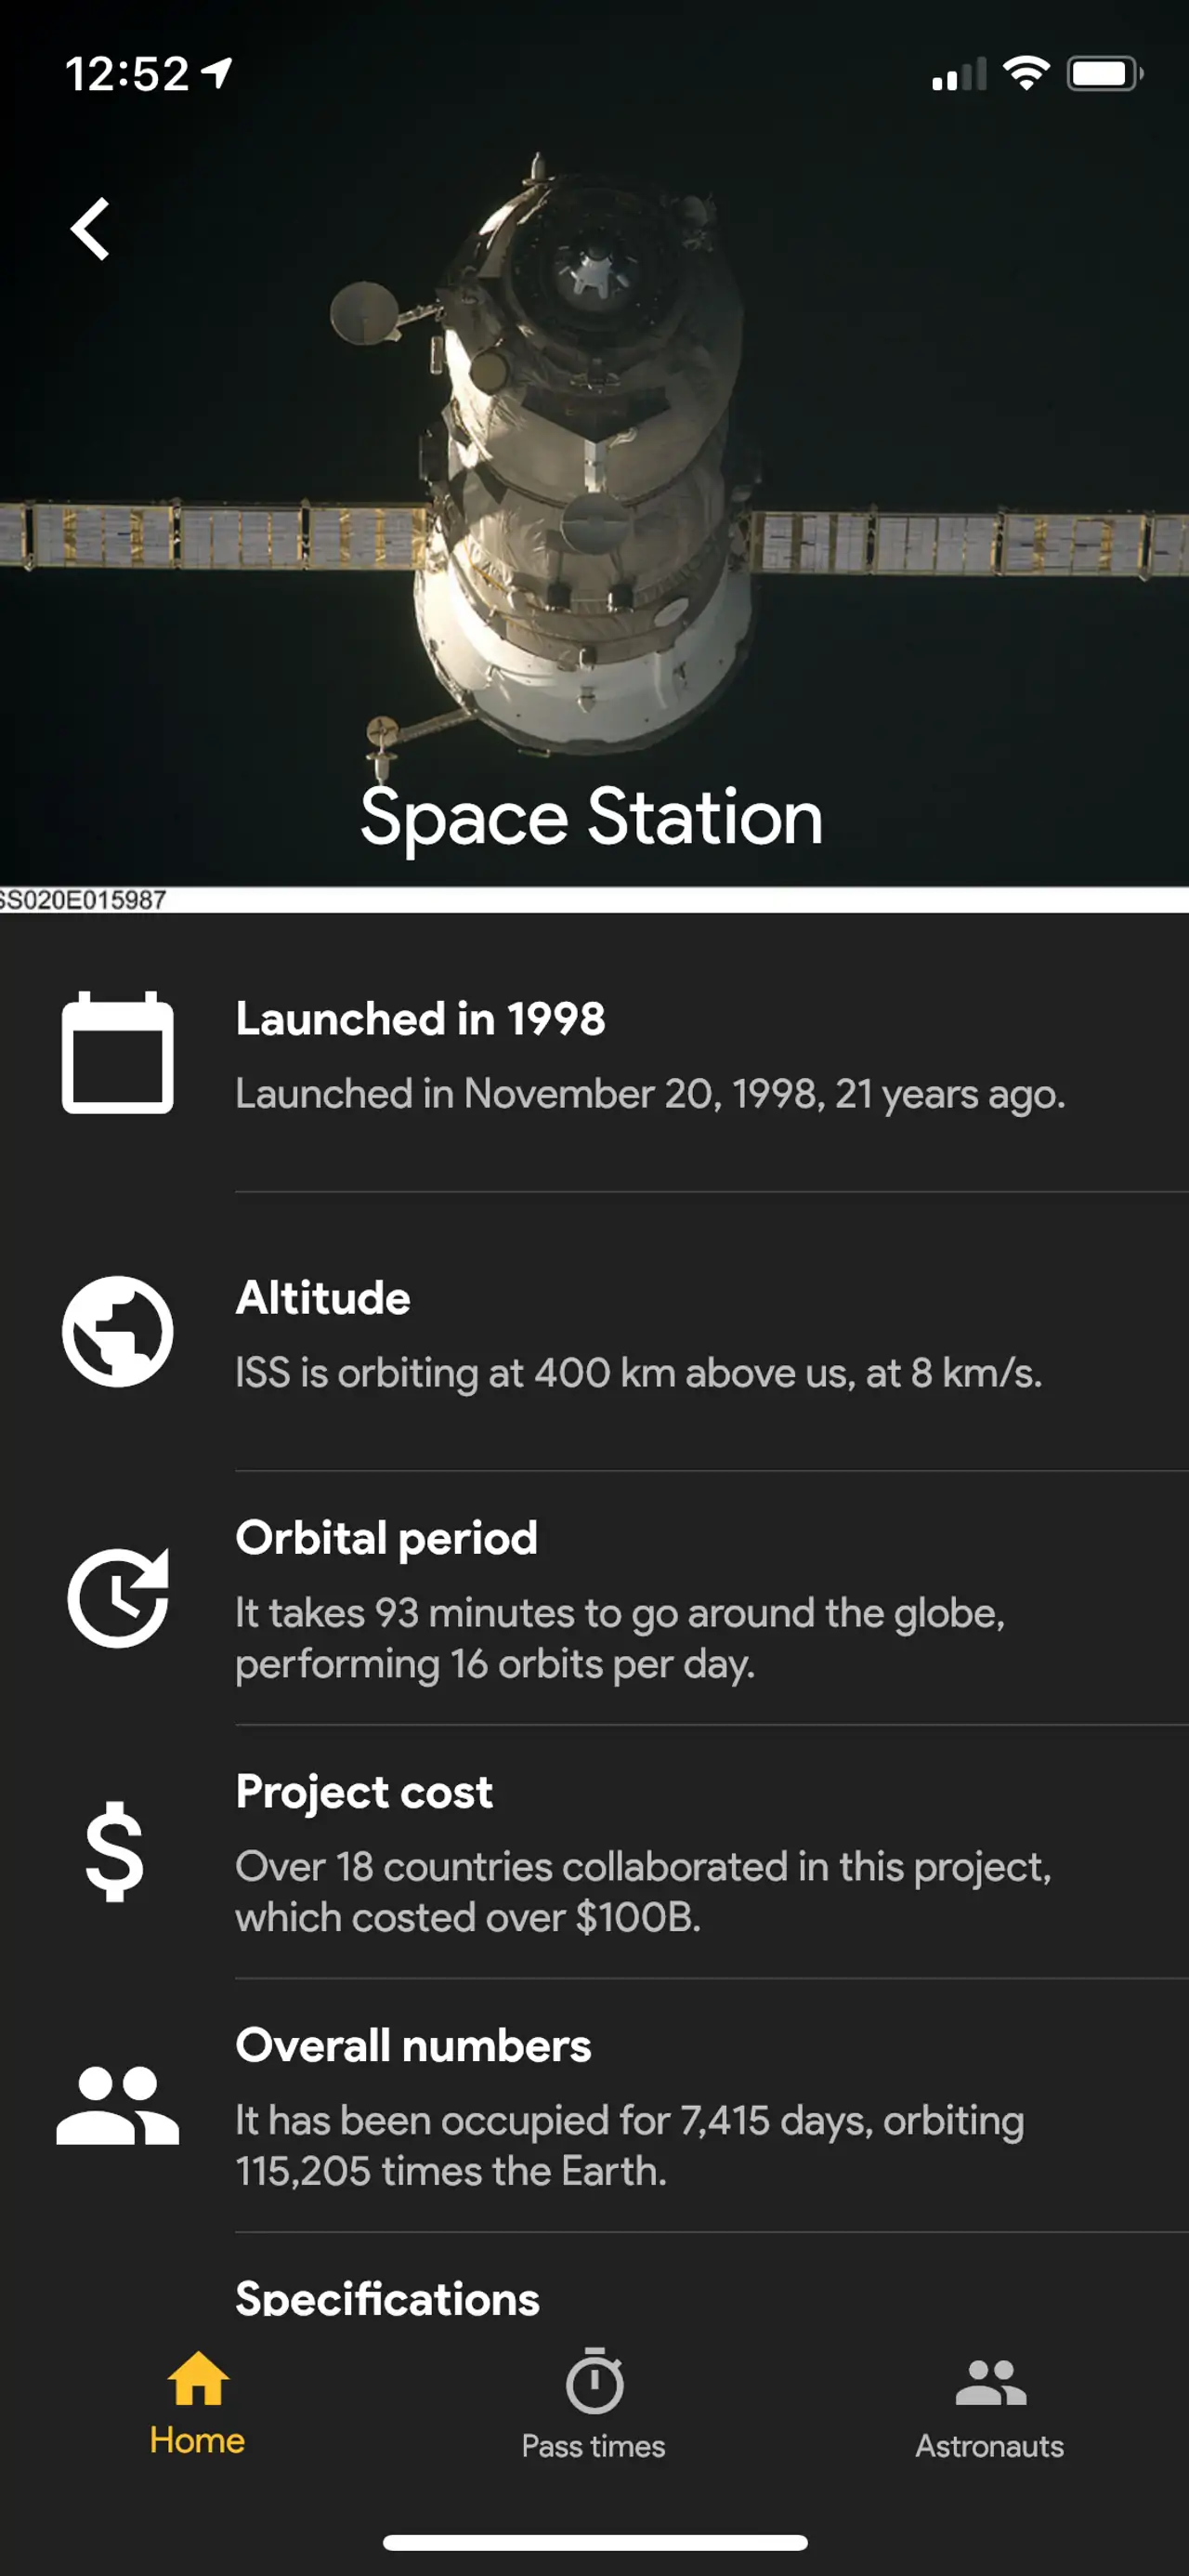 12:52
Space Station
SS020E015987
Launched in 1998
Launched in November 20, 1998, 21 years ago.
Altitude
ISS is orbiting at 400 km above us, at 8 km/s.
Orbital period
It takes 93 minutes to go around the globe,
performing 16 orbits per day.
Project cost
Over 18 countries collaborated in this project,
which costed over $100B.
Overall numbers
It has been occupied for 7,415 days, orbiting
115,205 times the Earth.
Specifications
Home
Pass times
Astronauts